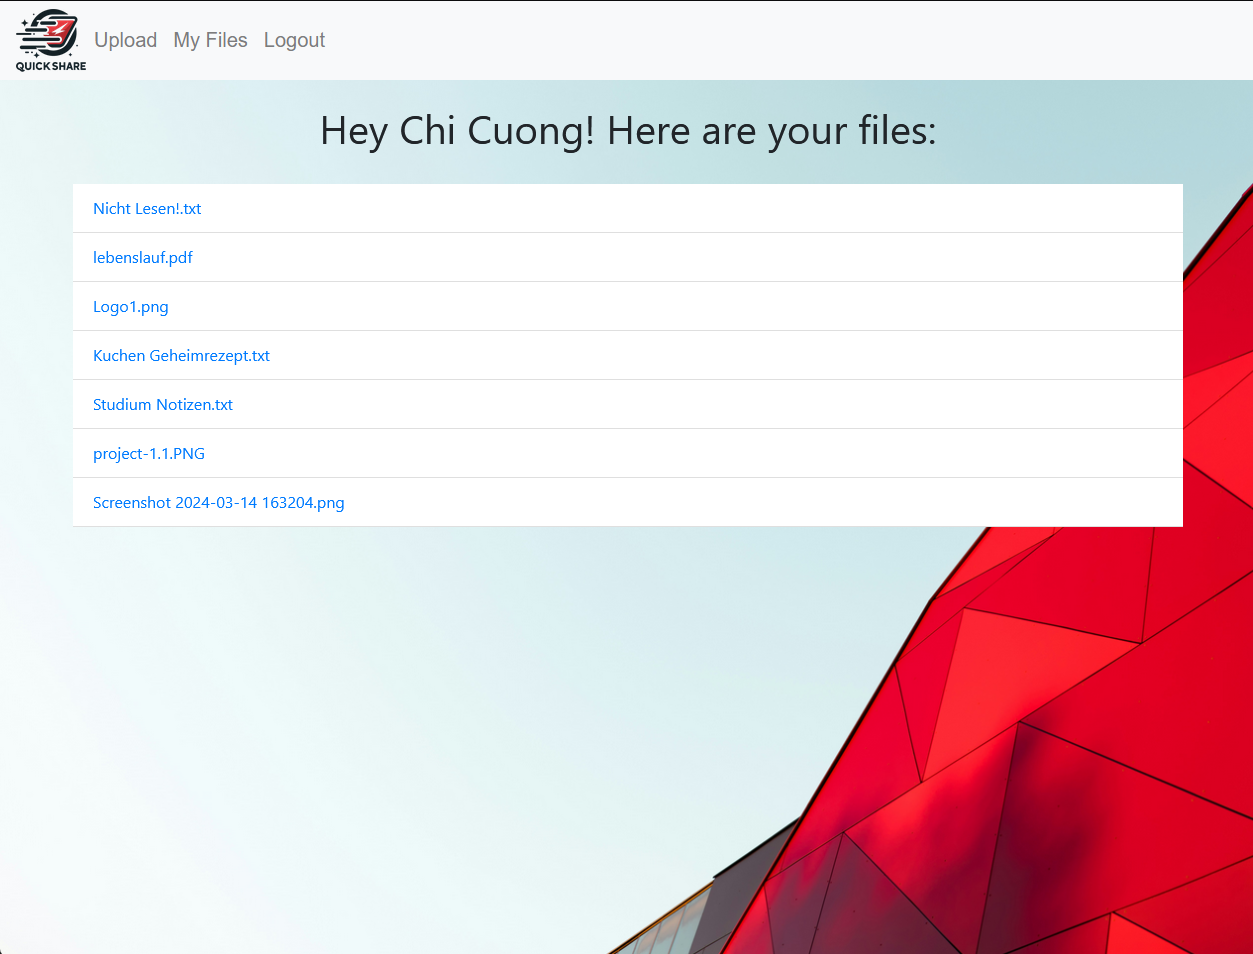 QUICK SHARE
Upload My Files Logout
Hey Chi Cuong! Here are your files:
Nicht Lesen!.txt
lebenslauf.pdf
Logo1.png
Kuchen Geheimrezept.txt
Studium Notizen.txt
project-1.1.PNG
Screenshot 2024-03-14 163204.png